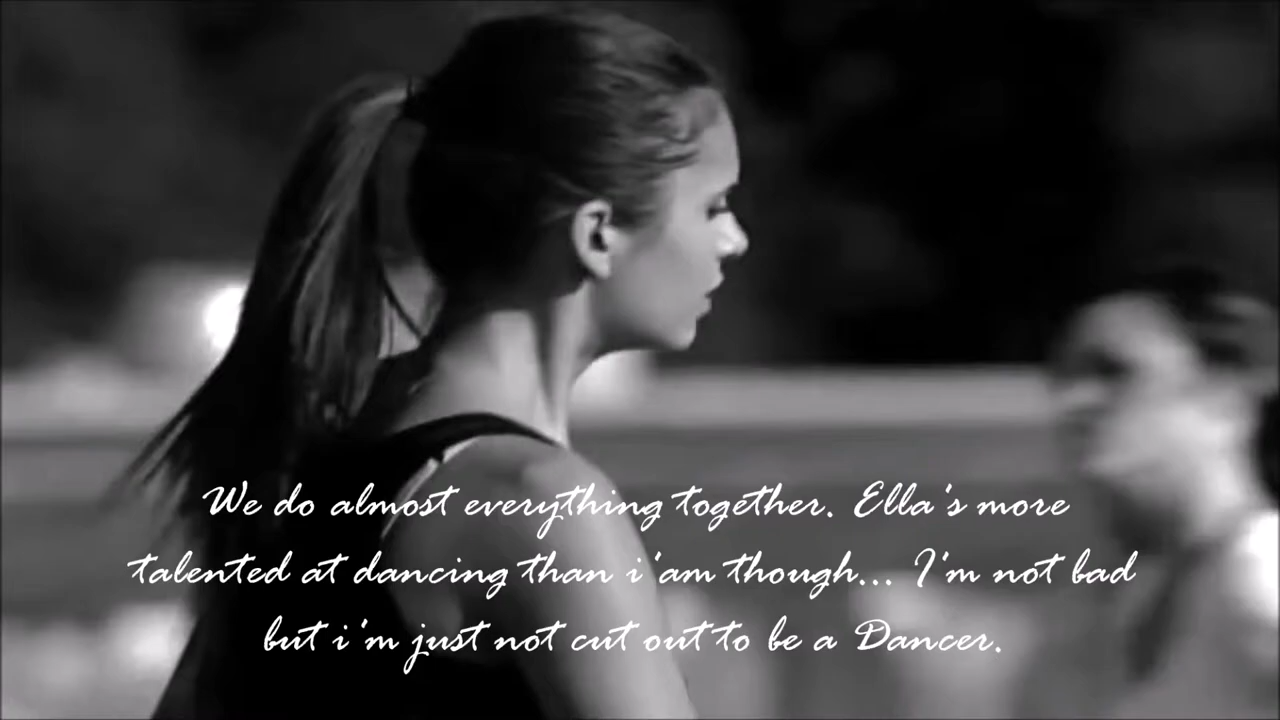 We do almost everything together. Ella's more
talented at dancing than i'am though... I'm not bad
but i'm just not cut out to be a Dancer.